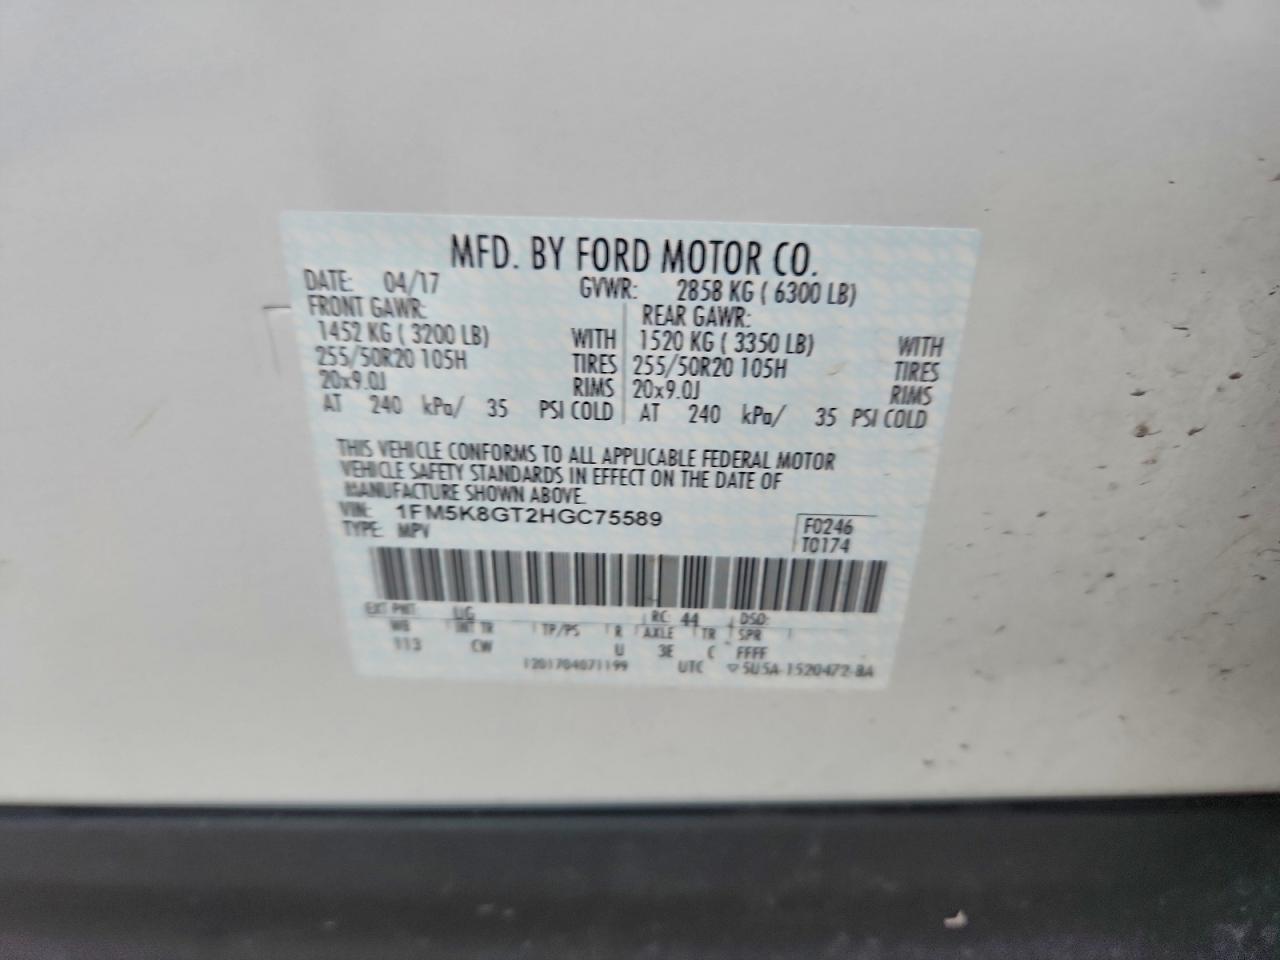 MFD. BY FORD MOTOR CO.
DATE: 04/17 GVWR: 2858 KG ( 6300 LB)
FRONT GAWR: REAR GAWR:
1452 KG ( 3200 LB) WITH 1520 KG ( 3350 LB) WITH
255/50R20 105H TIRES 255/50R20 105H TIRES
20x9.0J RIMS 20x9.0J RIMS
AT 240 kPa/ 35 PSI COLD AT 240 kPa/ 35 PSI COLD
THIS VEHICLE CONFORMS TO ALL APPLICABLE FEDERAL MOTOR
VEHICLE SAFETY STANDARDS IN EFFECT ON THE DATE OF
MANUFACTURE SHOWN ABOVE.
VIN: 1FM5K8GT2HGC75589 F0246
TYPE: MPV T0174
EXT PNT: UG RC: 44 DSO:
WB INT TR TP/PS R AXLE TR SPR
113 CW U 3E C FFFF
1201704071199 UTC ▽5U5A-1520472-BA